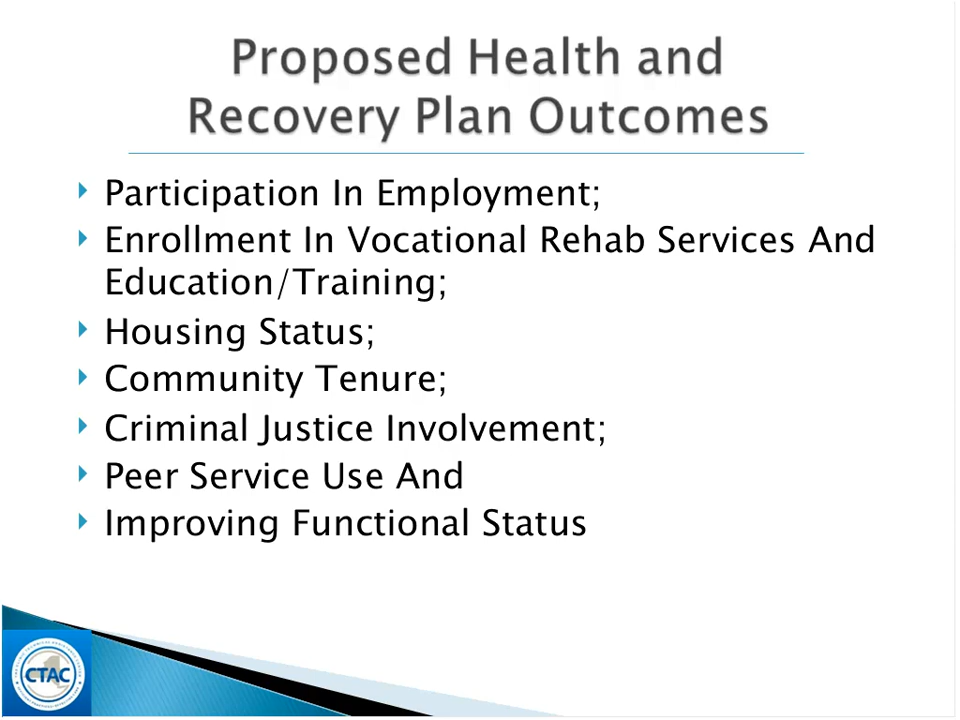 Proposed Health and
Recovery Plan Outcomes
Participation In Employment;
Enrollment In Vocational Rehab Services And
Education/Training;
Housing Status;
Community Tenure;
Criminal Justice Involvement;
Peer Service Use And
Improving Functional Status
CTAC